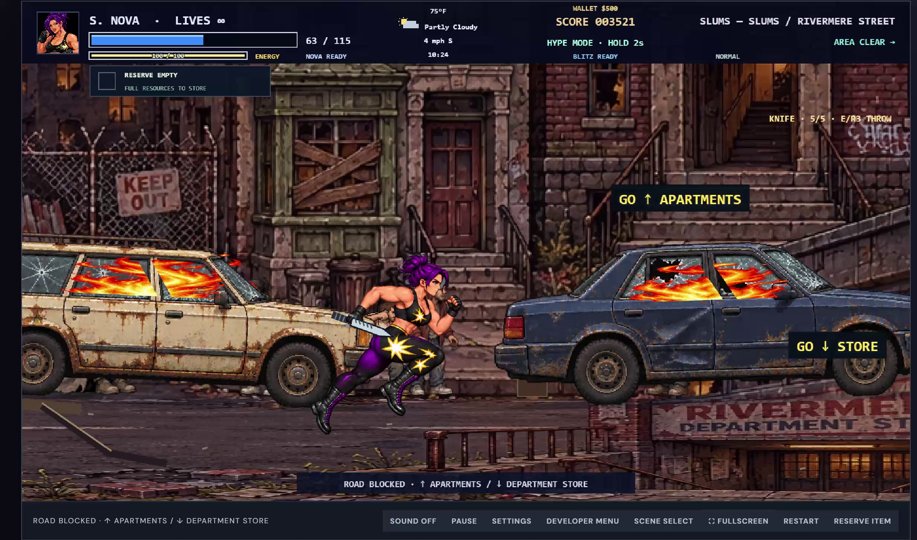 S. NOVA · LIVES ∞
63 / 115
100 / 100
ENERGY
NOVA READY
RESERVE EMPTY
FULL RESOURCES TO STORE
75°F
Partly Cloudy
4 mph S
10:24
WALLET $500
SCORE 003521
HYPE MODE · HOLD 2s
BLITZ READY
NORMAL
SLUMS — SLUMS / RIVERMERE STREET
AREA CLEAR →
KNIFE · 5/5 · E/R3 THROW
KEEP
OUT
GO ↑ APARTMENTS
GO ↓ STORE
RIVERME
DEPARTMENT ST
ROAD BLOCKED · ↑ APARTMENTS / ↓ DEPARTMENT STORE
ROAD BLOCKED · ↑ APARTMENTS / ↓ DEPARTMENT STORE
SOUND OFF
PAUSE
SETTINGS
DEVELOPER MENU
SCENE SELECT
⛶ FULLSCREEN
RESTART
RESERVE ITEM